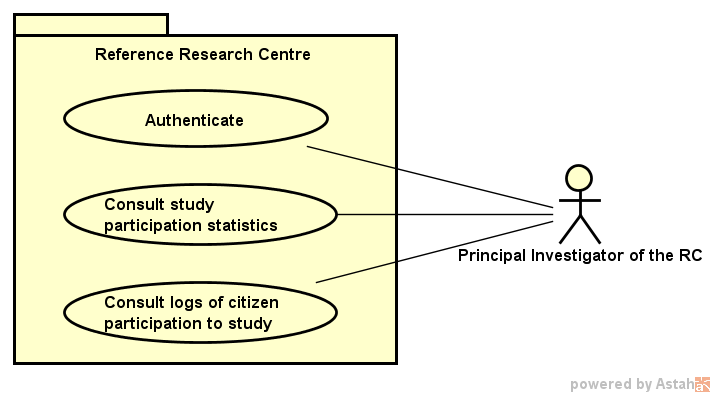 Reference Research Centre
Authenticate
Consult study
participation statistics
Principal Investigator of the RC
Consult logs of citizen
participation to study
powered by Astah